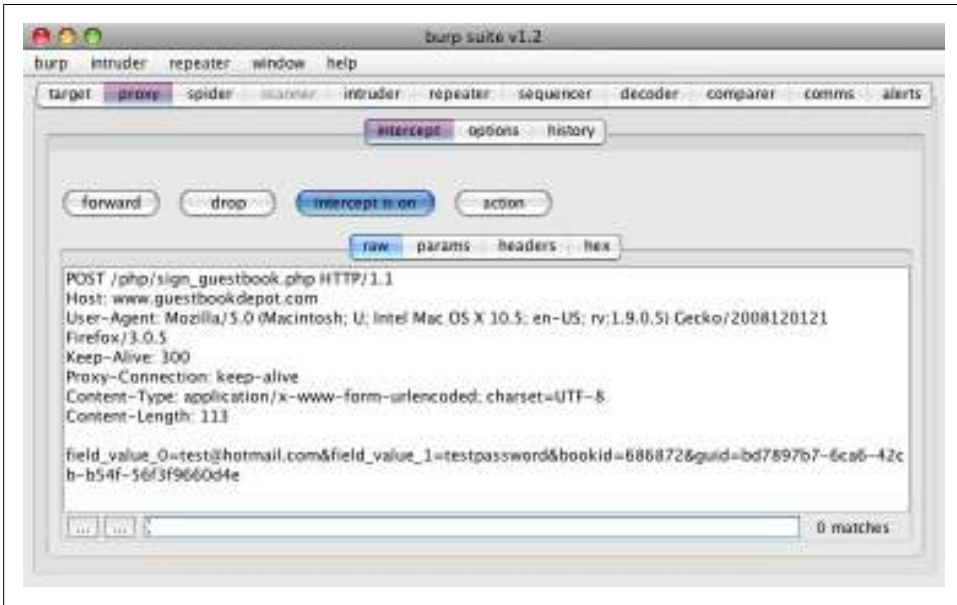 burp suite v1.2
burp intruder repeater window help
target proxy spider scanner intruder repeater sequencer decoder comparer comms alerts
intercept options history
forward drop intercept is on action
raw params headers hex
POST /php/sign_guestbook.php HTTP/1.1
Host: www.guestbookdepot.com
User-Agent: Mozilla/5.0 (Macintosh; U; Intel Mac OS X 10.5; en-US; rv:1.9.0.5) Gecko/2008120121
Firefox/3.0.5
Keep-Alive: 300
Proxy-Connection: keep-alive
Content-Type: application/x-www-form-urlencoded; charset=UTF-8
Content-Length: 113
field_value_0=test@hotmail.com&field_value_1=testpassword&bookid=686872&guid=bd7897b7-6ca6-42c
b-b54f-56f3f9660d4e
... ... 0 matches